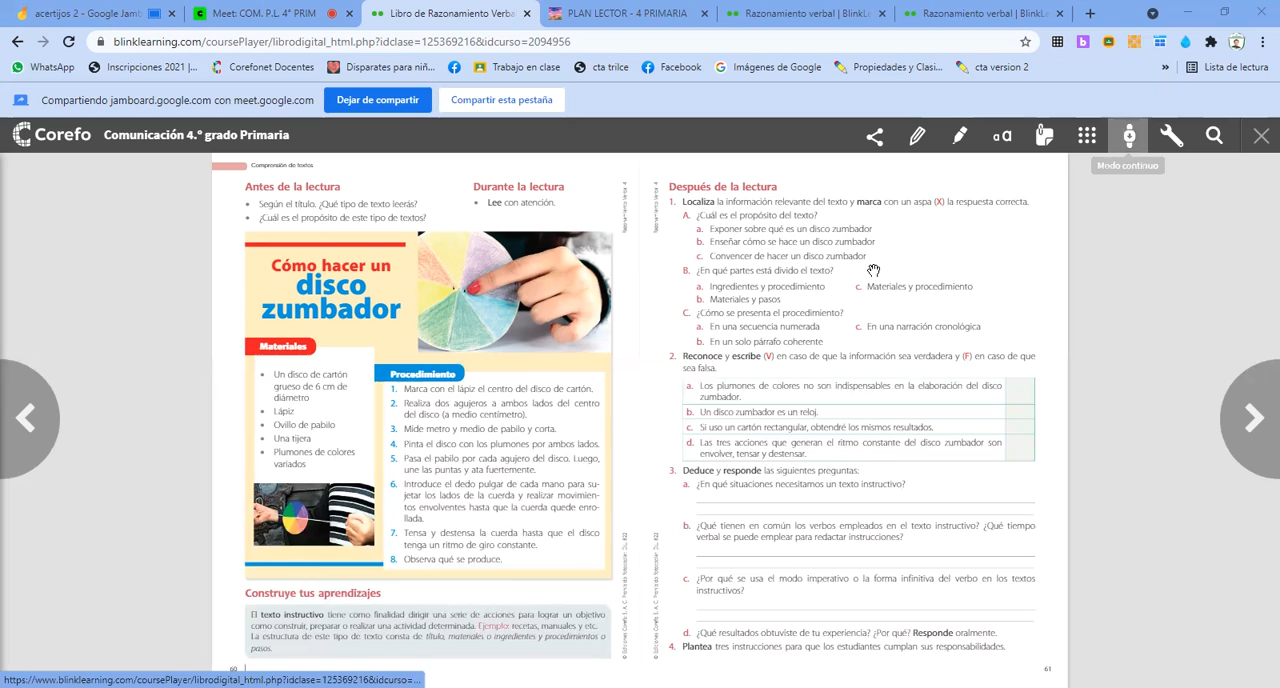 acertijos 2 - Google Jamb
Meet: COM. P.L. 4° PRIM
Libro de Razonamiento Verbal
PLAN LECTOR - 4 PRIMARIA
Razonamiento verbal | BlinkLe
Razonamiento verbal | BlinkLe
blinklearning.com/coursePlayer/librodigital_html.php?idclase=125369216&idcurso=2094956
WhatsApp
Inscripciones 2021 |...
Corefonet Docentes
Disparates para niñ...
Trabajo en clase
cta trilce
Facebook
Imágenes de Google
Propiedades y Clasi...
cta version 2
»
Lista de lectura
Compartiendo jamboard.google.com con meet.google.com
Dejar de compartir
Compartir esta pestaña
Corefo
Comunicación 4.° grado Primaria
a a
Modo continuo
Comprensión de textos
Antes de la lectura
• Según el título. ¿Qué tipo de texto leerás?
• ¿Cuál es el propósito de este tipo de textos?
Durante la lectura
• Lee con atención.
Cómo hacer un
disco
zumbador
Materiales
• Un disco de cartón
grueso de 6 cm de
diámetro
• Lápiz
• Ovillo de pabilo
• Una tijera
• Plumones de colores
variados
Procedimiento
1. Marca con el lápiz el centro del disco de cartón.
2. Realiza dos agujeros a ambos lados del centro
del disco (a medio centímetro).
3. Mide metro y medio de pabilo y corta.
4. Pinta el disco con los plumones por ambos lados.
5. Pasa el pabilo por cada agujero del disco. Luego,
une las puntas y ata fuertemente.
6. Introduce el dedo pulgar de cada mano para su-
jetar los lados de la cuerda y realizar movimien-
tos envolventes hasta que la cuerda quede enro-
llada.
7. Tensa y destensa la cuerda hasta que el disco
tenga un ritmo de giro constante.
8. Observa qué se produce.
Construye tus aprendizajes
El texto instructivo tiene como finalidad dirigir una serie de acciones para lograr un objetivo
como construir, preparar o realizar una actividad determinada. Ejemplo: recetas, manuales y etc.
La estructura de este tipo de texto consta de título, materiales o ingredientes y procedimientos o
pasos.
60
Razonamiento Verbal 4
Razonamiento Verbal 4
Después de la lectura
1. Localiza la información relevante del texto y marca con un aspa (X) la respuesta correcta.
A. ¿Cuál es el propósito del texto?
a. Exponer sobre qué es un disco zumbador
b. Enseñar cómo se hace un disco zumbador
c. Convencer de hacer un disco zumbador
B. ¿En qué partes está divido el texto?
a. Ingredientes y procedimiento
c. Materiales y procedimiento
b. Materiales y pasos
C. ¿Cómo se presenta el procedimiento?
a. En una secuencia numerada
c. En una narración cronológica
b. En un solo párrafo coherente
2. Reconoce y escribe (V) en caso de que la información sea verdadera y (F) en caso de que
sea falsa.
a. Los plumones de colores no son indispensables en la elaboración del disco
zumbador.
b. Un disco zumbador es un reloj.
c. Si uso un cartón rectangular, obtendré los mismos resultados.
d. Las tres acciones que generan el ritmo constante del disco zumbador son
envolver, tensar y destensar.
3. Deduce y responde las siguientes preguntas:
a. ¿En qué situaciones necesitamos un texto instructivo?
b. ¿Qué tienen en común los verbos empleados en el texto instructivo? ¿Qué tiempo
verbal se puede emplear para redactar instrucciones?
c. ¿Por qué se usa el modo imperativo o la forma infinitiva del verbo en los textos
instructivos?
d. ¿Qué resultados obtuviste de tu experiencia? ¿Por qué? Responde oralmente.
4. Plantea tres instrucciones para que los estudiantes cumplan sus responsabilidades.
61
https://www.blinklearning.com/coursePlayer/librodigital_html.php?idclase=125369216&idcurso=...